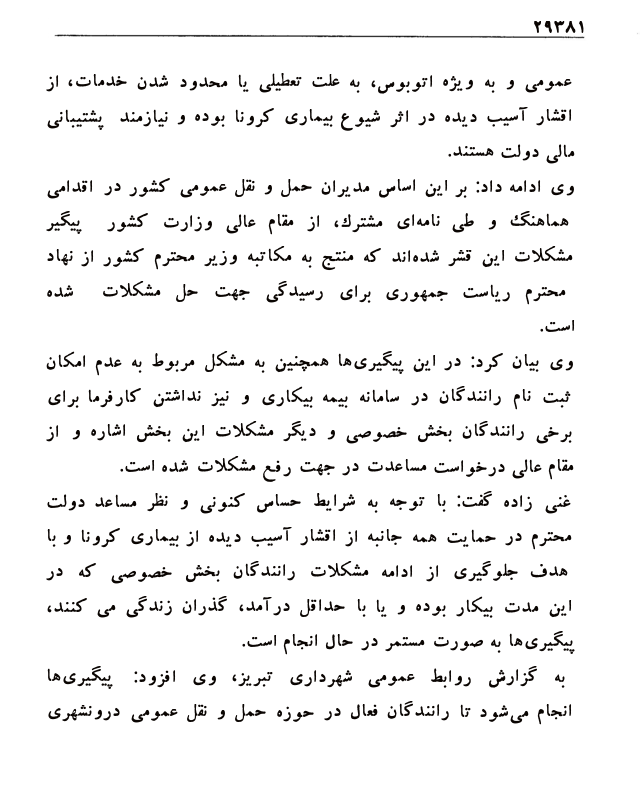 ۲۹۳۸۱
عمومی و به ویژه اتوبوس، به علت تعطیلی یا محدود شدن خدمات، از
اقشار آسیب دیده در اثر شیوع بیماری کرونا بوده و نیازمند پشتیبانی
مالی دولت هستند.
وی ادامه داد: بر این اساس مدیران حمل و نقل عمومی کشور در اقدامی
هماهنگ و طی نامه‌ای مشترك، از مقام عالی وزارت کشور پیگیر
مشکلات این قشر شده‌اند که منتج به مکاتبه وزیر محترم کشور از نهاد
محترم ریاست جمهوری برای رسیدگی جهت حل مشکلات شده
است.
وی بیان کرد: در این پیگیری‌ها همچنین به مشکل مربوط به عدم امکان
ثبت نام رانندگان در سامانه بیمه بیکاری و نیز نداشتن کارفرما برای
برخی رانندگان بخش خصوصی و دیگر مشکلات این بخش اشاره و از
مقام عالی درخواست مساعدت در جهت رفع مشکلات شده است.
غنی زاده گفت: با توجه به شرایط حساس کنونی و نظر مساعد دولت
محترم در حمایت همه جانبه از اقشار آسیب دیده از بیماری کرونا و با
هدف جلوگیری از ادامه مشکلات رانندگان بخش خصوصی که در
این مدت بیکار بوده و یا با حداقل درآمد، گذران زندگی می کنند،
پیگیری‌ها به صورت مستمر در حال انجام است.
به گزارش روابط عمومی شهرداری تبریز، وی افزود: پیگیری‌ها
انجام می‌شود تا رانندگان فعال در حوزه حمل و نقل عمومی درونشهری